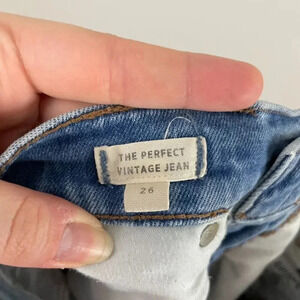 THE PERFECT
VINTAGE JEAN
26